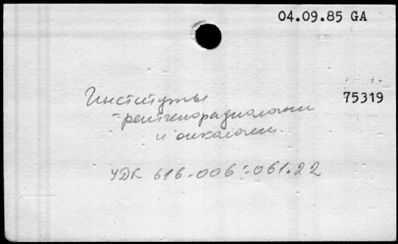 04.09.85 GA
75319
Институты
рентгенорадиологии
и онкологии
УДК 616-006:061.22